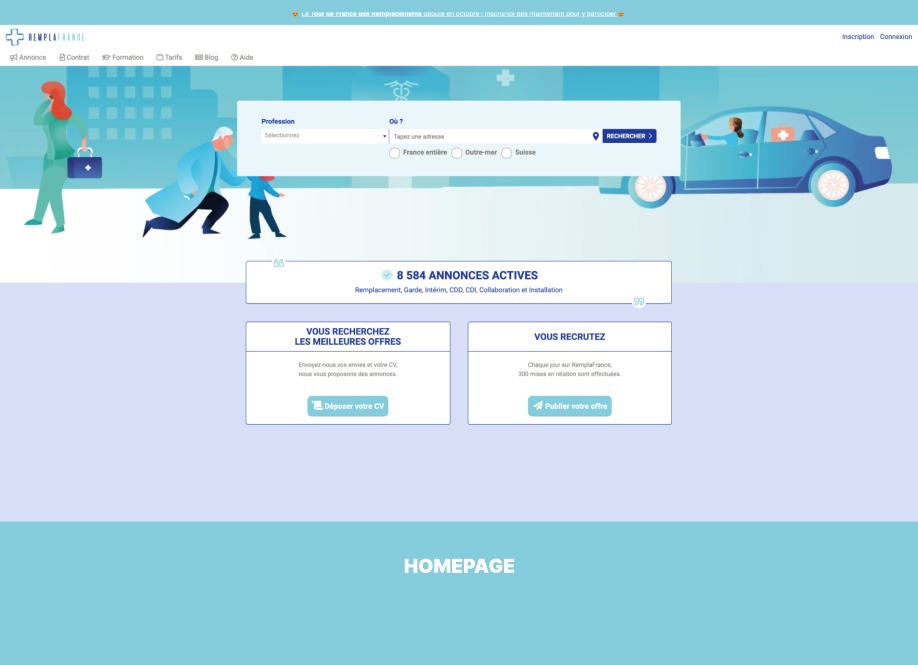 Le Tour de France des Remplacements débute en octobre : inscris-toi dès maintenant pour y participer
REMPLAFRANCE
Inscription Connexion
Annonce Contrat Formation Tarifs Blog Aide
Profession Où ?
Sélectionnez Tapez une adresse RECHERCHER
France entière Outre-mer Suisse
8 584 ANNONCES ACTIVES
Remplacement, Garde, Intérim, CDD, CDI, Collaboration et Installation
VOUS RECHERCHEZ
LES MEILLEURES OFFRES
Envoyez-nous vos envies et votre CV,
nous vous proposons des annonces.
Déposer votre CV
VOUS RECRUTEZ
Chaque jour sur RemplaFrance,
300 mises en relation sont effectuées.
Publier votre offre
HOMEPAGE